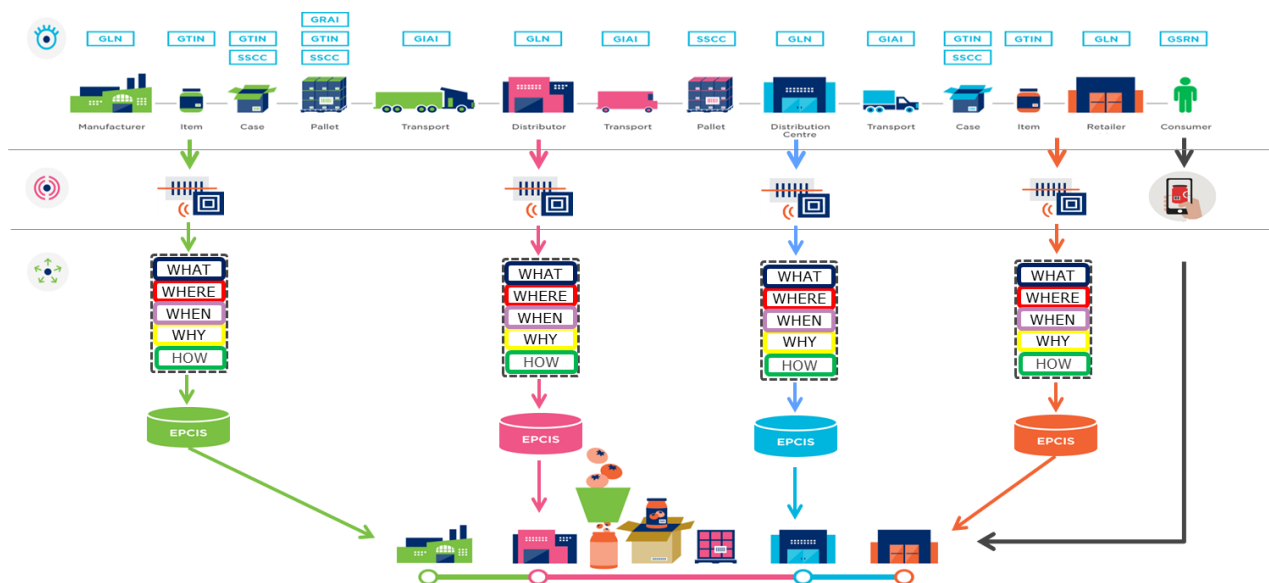 GRAI
GLN
GTIN
GTIN
GTIN
GIAI
GLN
GIAI
SSCC
GLN
GIAI
GTIN
GTIN
GLN
GSRN
SSCC
SSCC
SSCC
Manufacturer
Item
Case
Pallet
Transport
Distributor
Transport
Pallet
Distribution
Centre
Transport
Case
Item
Retailer
Consumer
WHAT
WHERE
WHEN
WHY
HOW
EPCIS
WHAT
WHERE
WHEN
WHY
HOW
EPCIS
WHAT
WHERE
WHEN
WHY
HOW
EPCIS
WHAT
WHERE
WHEN
WHY
HOW
EPCIS